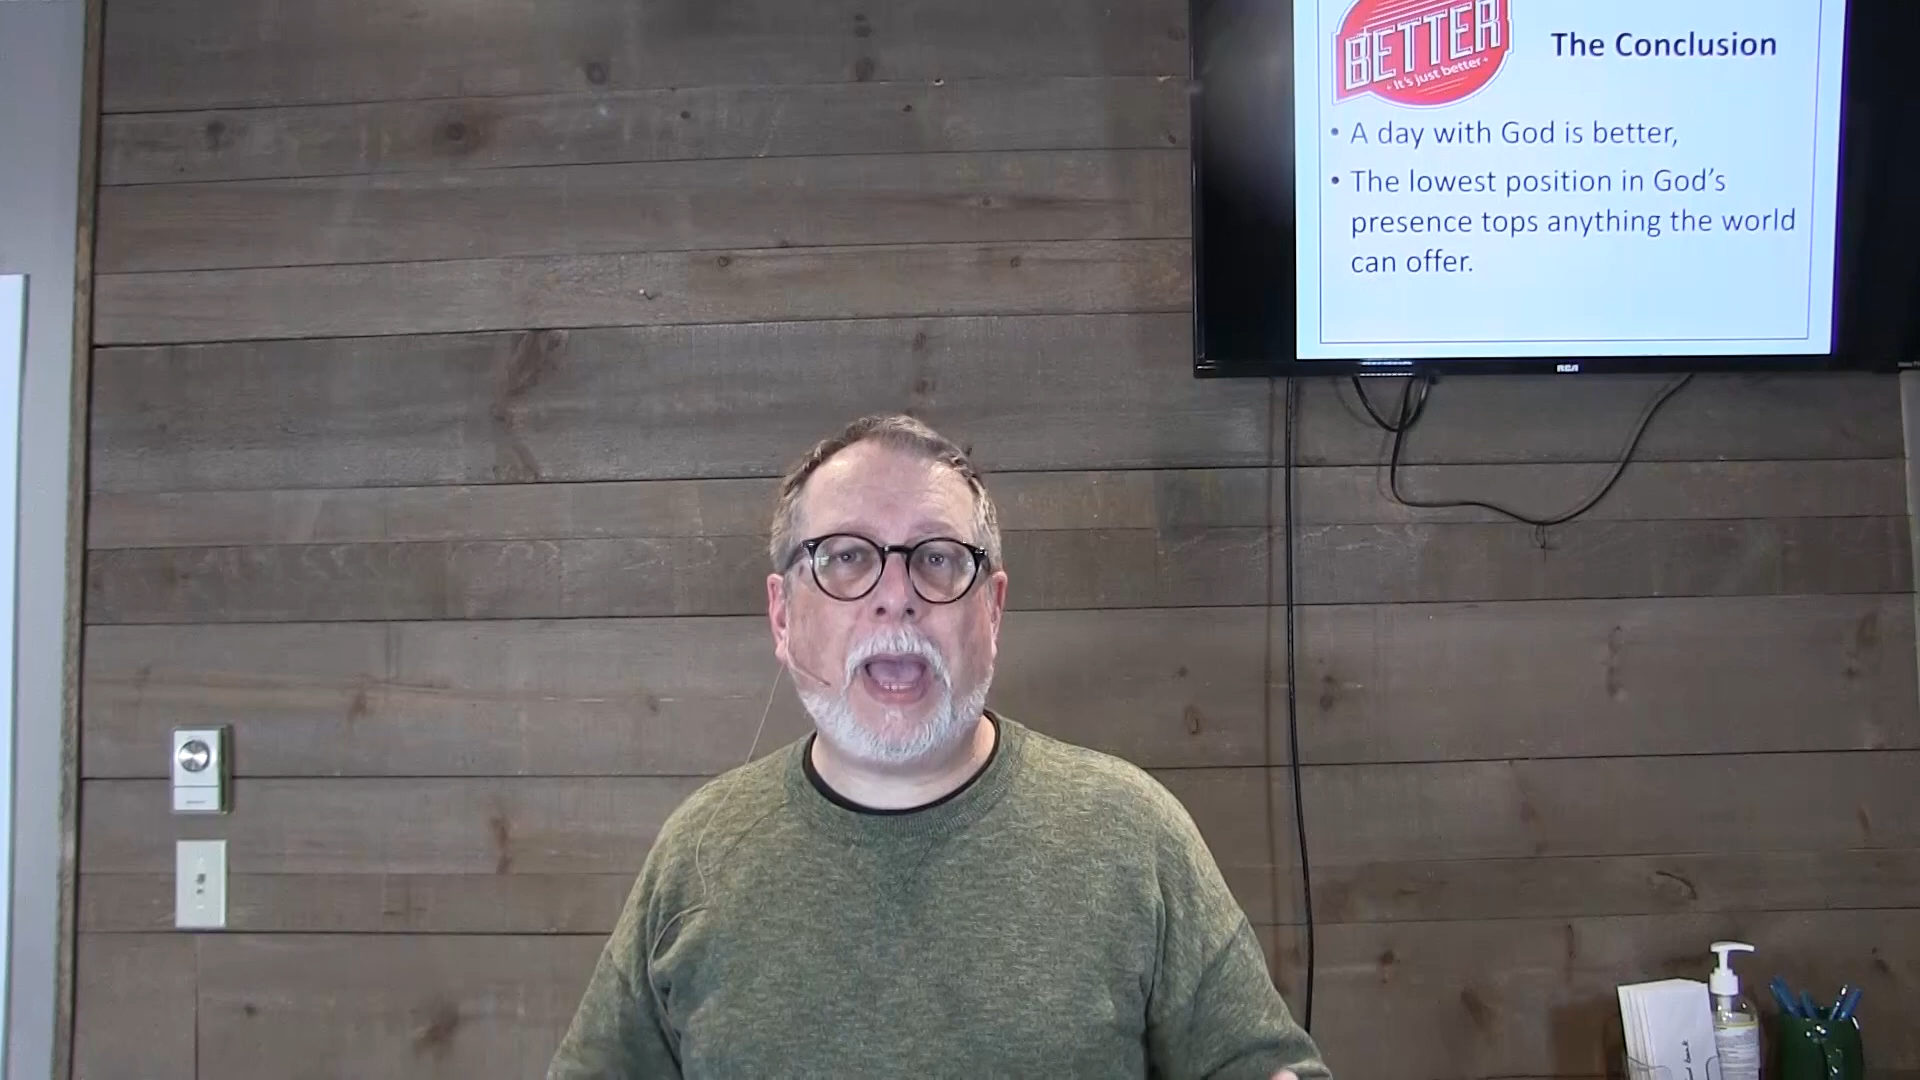 BETTER
• it's just better •
The Conclusion
• A day with God is better,
• The lowest position in God's
presence tops anything the world
can offer.
RCA